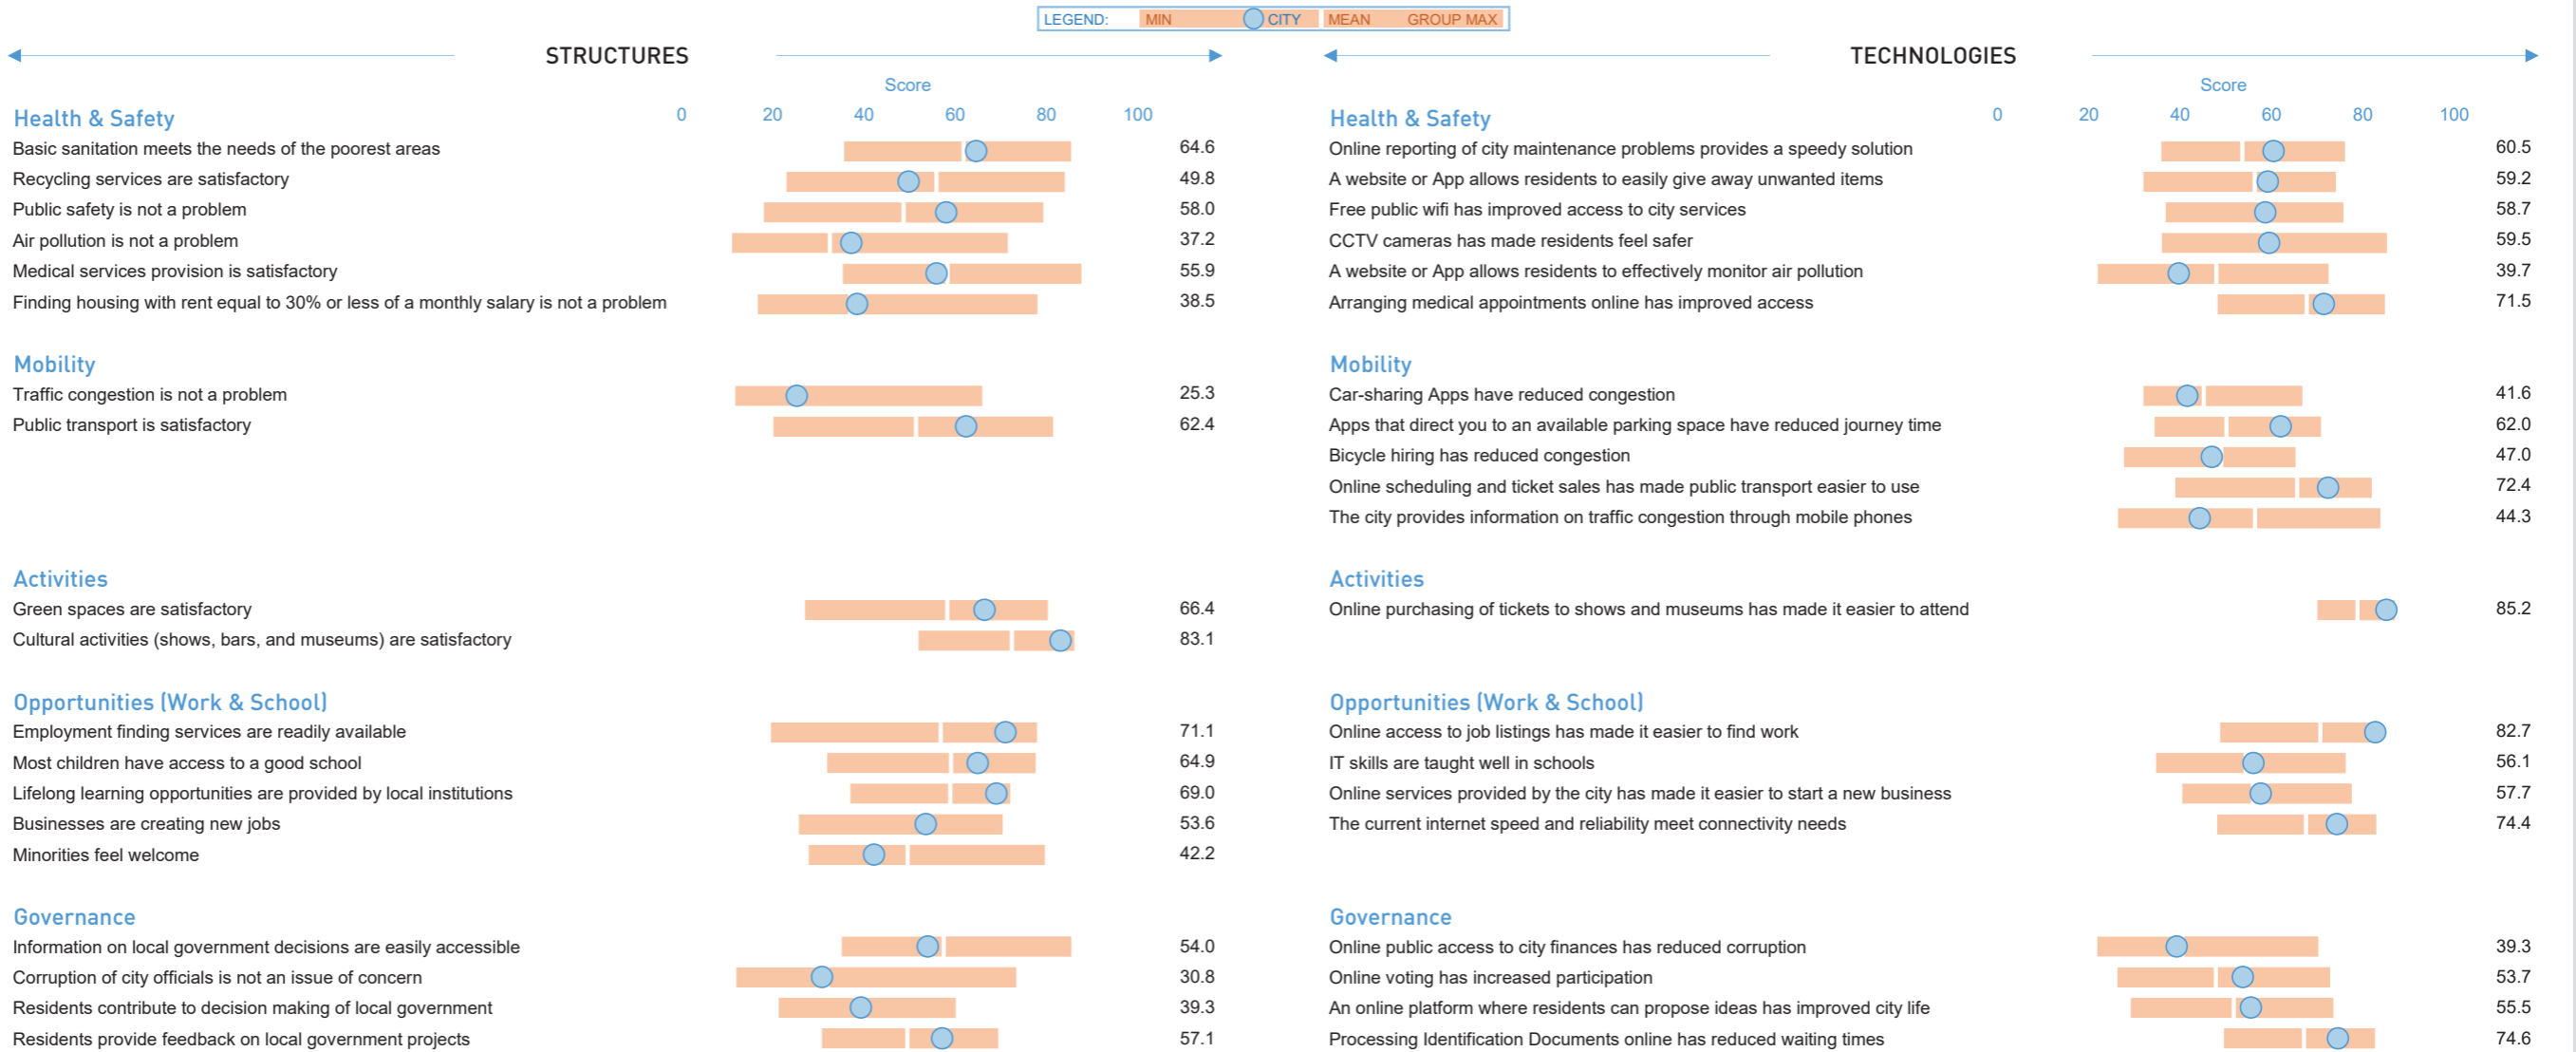 LEGEND: MIN CITY MEAN GROUP MAX
STRUCTURES
Score
0 20 40 60 80 100
Health & Safety
Basic sanitation meets the needs of the poorest areas 64.6
Recycling services are satisfactory 49.8
Public safety is not a problem 58.0
Air pollution is not a problem 37.2
Medical services provision is satisfactory 55.9
Finding housing with rent equal to 30% or less of a monthly salary is not a problem 38.5
Mobility
Traffic congestion is not a problem 25.3
Public transport is satisfactory 62.4
Activities
Green spaces are satisfactory 66.4
Cultural activities (shows, bars, and museums) are satisfactory 83.1
Opportunities (Work & School)
Employment finding services are readily available 71.1
Most children have access to a good school 64.9
Lifelong learning opportunities are provided by local institutions 69.0
Businesses are creating new jobs 53.6
Minorities feel welcome 42.2
Governance
Information on local government decisions are easily accessible 54.0
Corruption of city officials is not an issue of concern 30.8
Residents contribute to decision making of local government 39.3
Residents provide feedback on local government projects 57.1
TECHNOLOGIES
Score
0 20 40 60 80 100
Health & Safety
Online reporting of city maintenance problems provides a speedy solution 60.5
A website or App allows residents to easily give away unwanted items 59.2
Free public wifi has improved access to city services 58.7
CCTV cameras has made residents feel safer 59.5
A website or App allows residents to effectively monitor air pollution 39.7
Arranging medical appointments online has improved access 71.5
Mobility
Car-sharing Apps have reduced congestion 41.6
Apps that direct you to an available parking space have reduced journey time 62.0
Bicycle hiring has reduced congestion 47.0
Online scheduling and ticket sales has made public transport easier to use 72.4
The city provides information on traffic congestion through mobile phones 44.3
Activities
Online purchasing of tickets to shows and museums has made it easier to attend 85.2
Opportunities (Work & School)
Online access to job listings has made it easier to find work 82.7
IT skills are taught well in schools 56.1
Online services provided by the city has made it easier to start a new business 57.7
The current internet speed and reliability meet connectivity needs 74.4
Governance
Online public access to city finances has reduced corruption 39.3
Online voting has increased participation 53.7
An online platform where residents can propose ideas has improved city life 55.5
Processing Identification Documents online has reduced waiting times 74.6